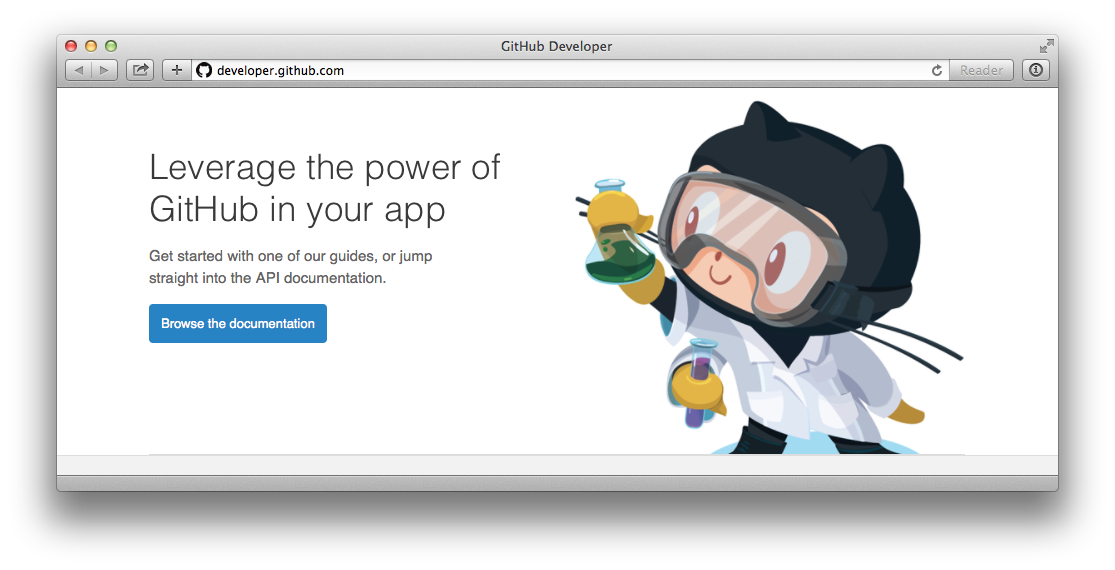 GitHub Developer
developer.github.com
Reader
Leverage the power of
GitHub in your app
Get started with one of our guides, or jump
straight into the API documentation.
Browse the documentation